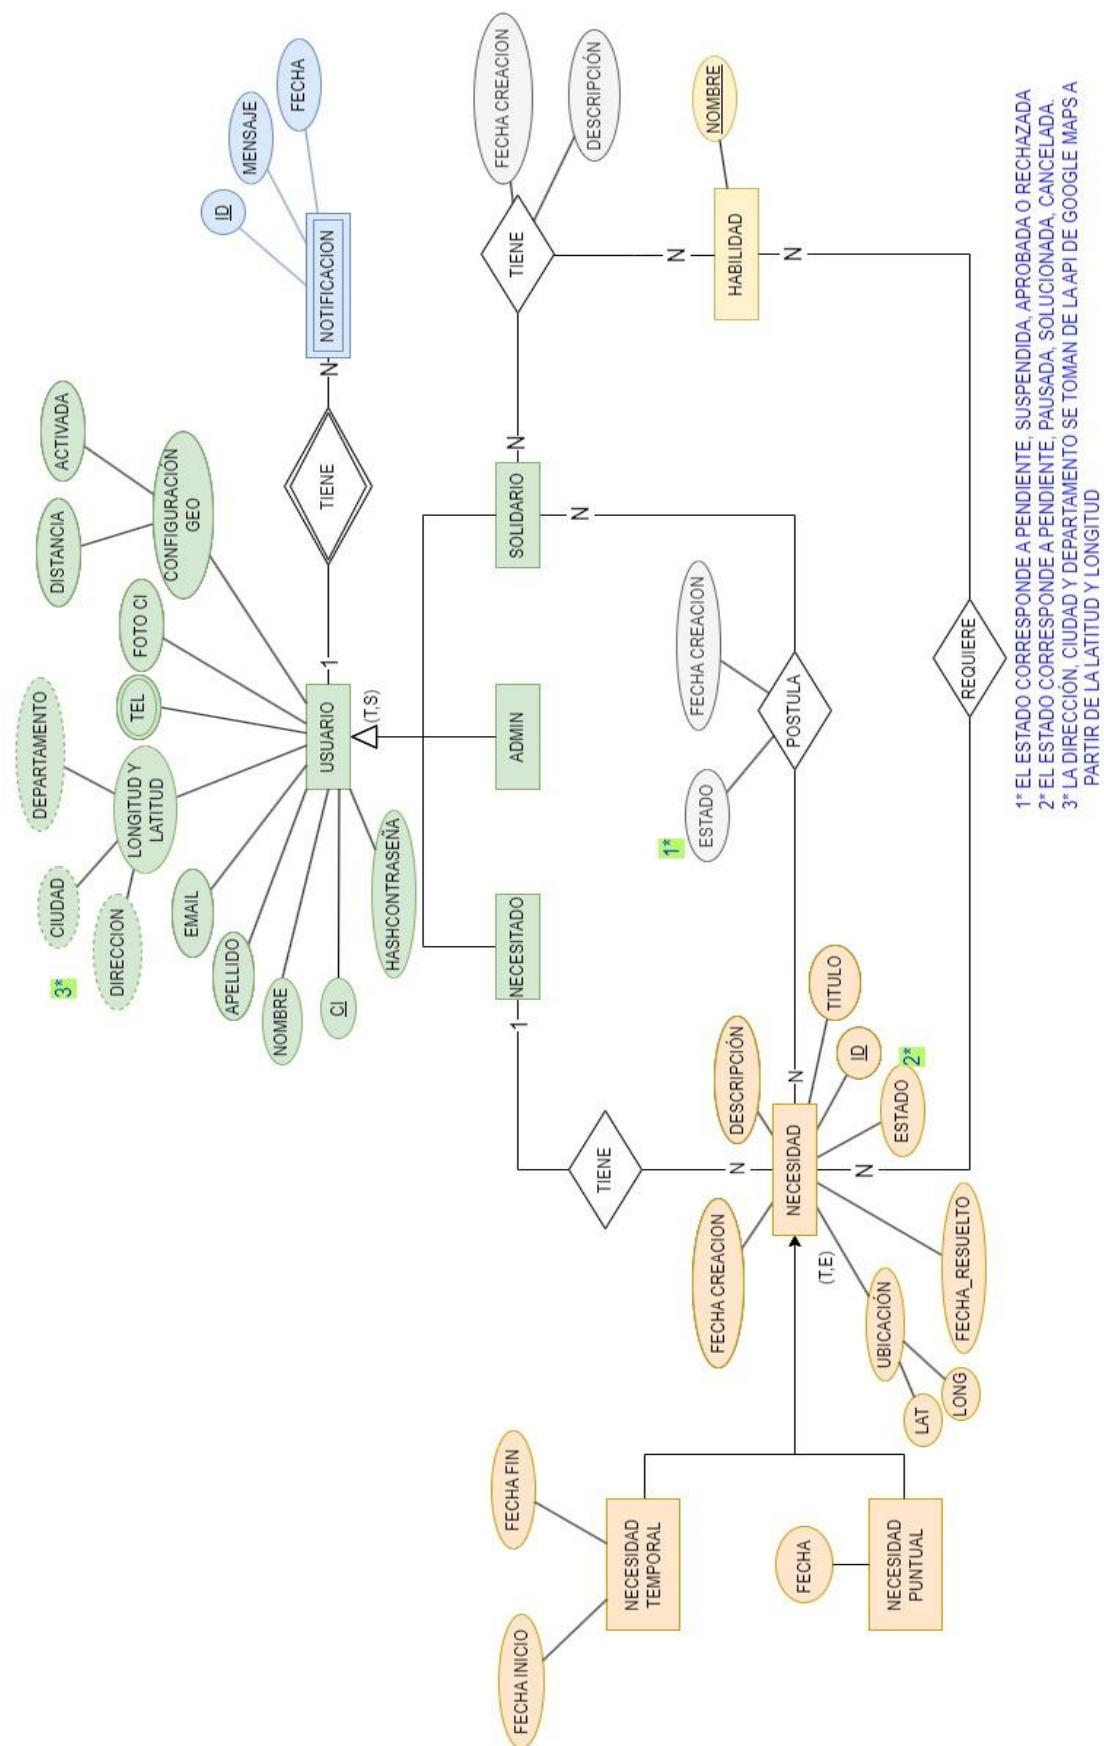 ID
MENSAJE
FECHA
NOTIFICACION
N
TIENE
1
ACTIVADA
DISTANCIA
CONFIGURACIÓN
GEO
FOTO CI
TEL
DEPARTAMENTO
LONGITUD Y
LATITUD
CIUDAD
DIRECCION
3*
EMAIL
APELLIDO
NOMBRE
CI
HASHCONTRASEÑA
USUARIO
(T,S)
NECESITADO
ADMIN
SOLIDARIO
N
TIENE
FECHA CREACION
DESCRIPCIÓN
N
HABILIDAD
NOMBRE
N
REQUIERE
N
N
POSTULA
FECHA CREACION
ESTADO
1*
N
1
TIENE
N
NECESIDAD
DESCRIPCIÓN
FECHA CREACION
TITULO
ID
ESTADO
2*
FECHA_RESUELTO
UBICACIÓN
LAT
LONG
(T,E)
NECESIDAD
TEMPORAL
FECHA INICIO
FECHA FIN
NECESIDAD
PUNTUAL
FECHA
1* EL ESTADO CORRESPONDE A PENDIENTE, SUSPENDIDA, APROBADA O RECHAZADA
2* EL ESTADO CORRESPONDE A PENDIENTE, PAUSADA, SOLUCIONADA, CANCELADA.
3* LA DIRECCIÓN, CIUDAD Y DEPARTAMENTO SE TOMAN DE LA API DE GOOGLE MAPS A
PARTIR DE LA LATITUD Y LONGITUD